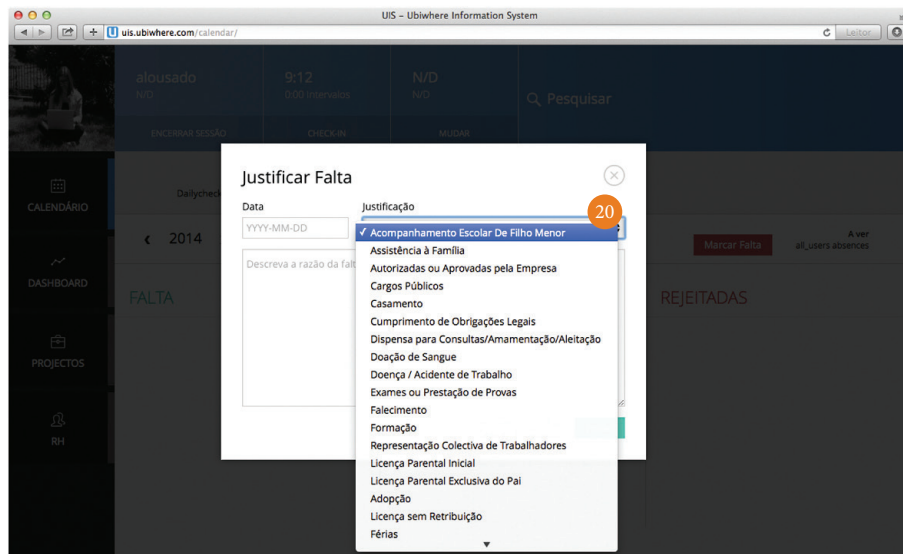 UIS – Ubiwhere Information System
uis.ubiwhere.com/calendar/
Leitor
alousado
N/D
9:12
0:00 intervalos
N/D
N/D
Pesquisar
ENCERRAR SESSÃO
CHECK-IN
MUDAR
CALENDÁRIO
DASHBOARD
PROJECTOS
RH
Dailycheck
2014
Marcar Falta
A ver
all_users absences
FALTA
REJEITADAS
Justificar Falta
Data
Justificação
20
YYYY-MM-DD
Descreva a razão da falt
Acompanhamento Escolar De Filho Menor
Assistência à Família
Autorizadas ou Aprovadas pela Empresa
Cargos Públicos
Casamento
Cumprimento de Obrigações Legais
Dispensa para Consultas/Amamentação/Aleitação
Doação de Sangue
Doença / Acidente de Trabalho
Exames ou Prestação de Provas
Falecimento
Formação
Representação Colectiva de Trabalhadores
Licença Parental Inicial
Licença Parental Exclusiva do Pai
Adopção
Licença sem Retribuição
Férias